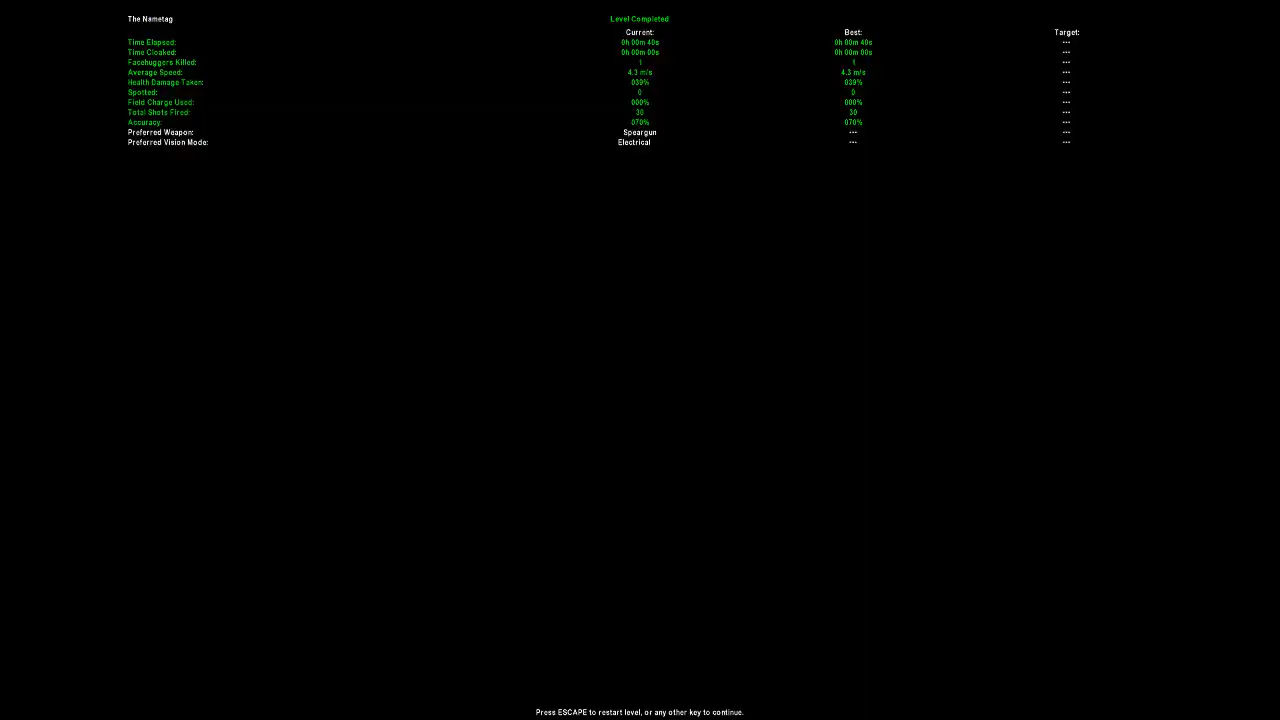 The Nametag Level Completed
Current: Best: Target:
Time Elapsed: 0h 00m 40s 0h 00m 40s ---
Time Cloaked: 0h 00m 00s 0h 00m 00s ---
Facehuggers Killed: 1 1 ---
Average Speed: 4.3 m/s 4.3 m/s ---
Health Damage Taken: 039% 039% ---
Spotted: 0 0 ---
Field Charge Used: 000% 000% ---
Total Shots Fired: 30 30 ---
Accuracy: 070% 070% ---
Preferred Weapon: Speargun --- ---
Preferred Vision Mode: Electrical --- ---
Press ESCAPE to restart level, or any other key to continue.